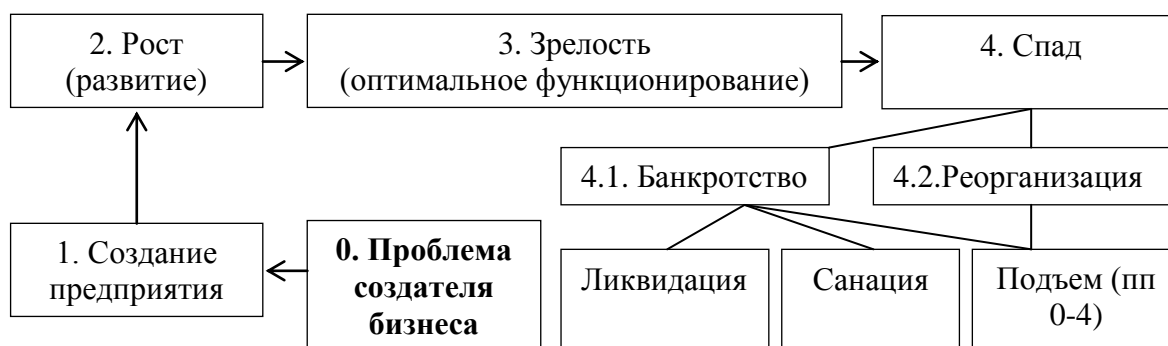 2. Рост
(развитие)
3. Зрелость
(оптимальное функционирование)
4. Спад
4.1. Банкротство
4.2.Реорганизация
1. Создание
предприятия
0. Проблема
создателя
бизнеса
Ликвидация
Санация
Подъем (пп
0-4)